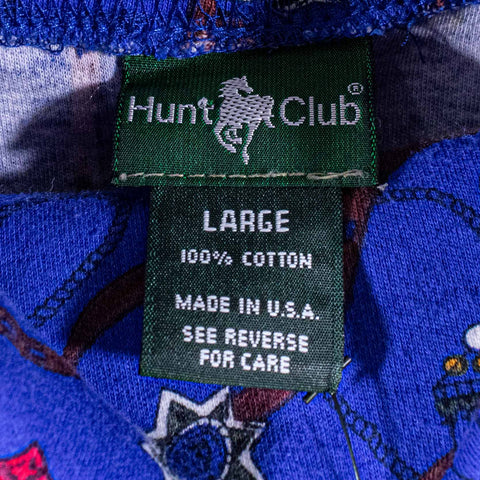 Hunt Club®
LARGE
100% COTTON
MADE IN U.S.A.
SEE REVERSE
FOR CARE